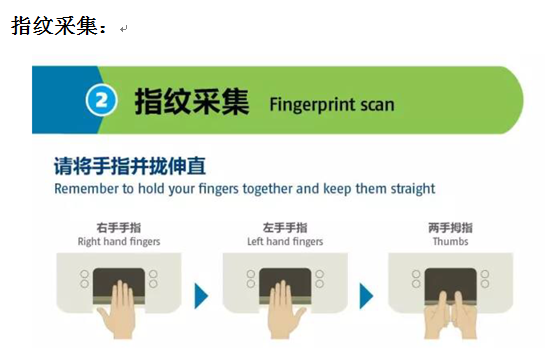 指纹采集：
2 指纹采集 Fingerprint scan
请将手指并拢伸直
Remember to hold your fingers together and keep them straight
右手手指 左手手指 两手拇指
Right hand fingers Left hand fingers Thumbs